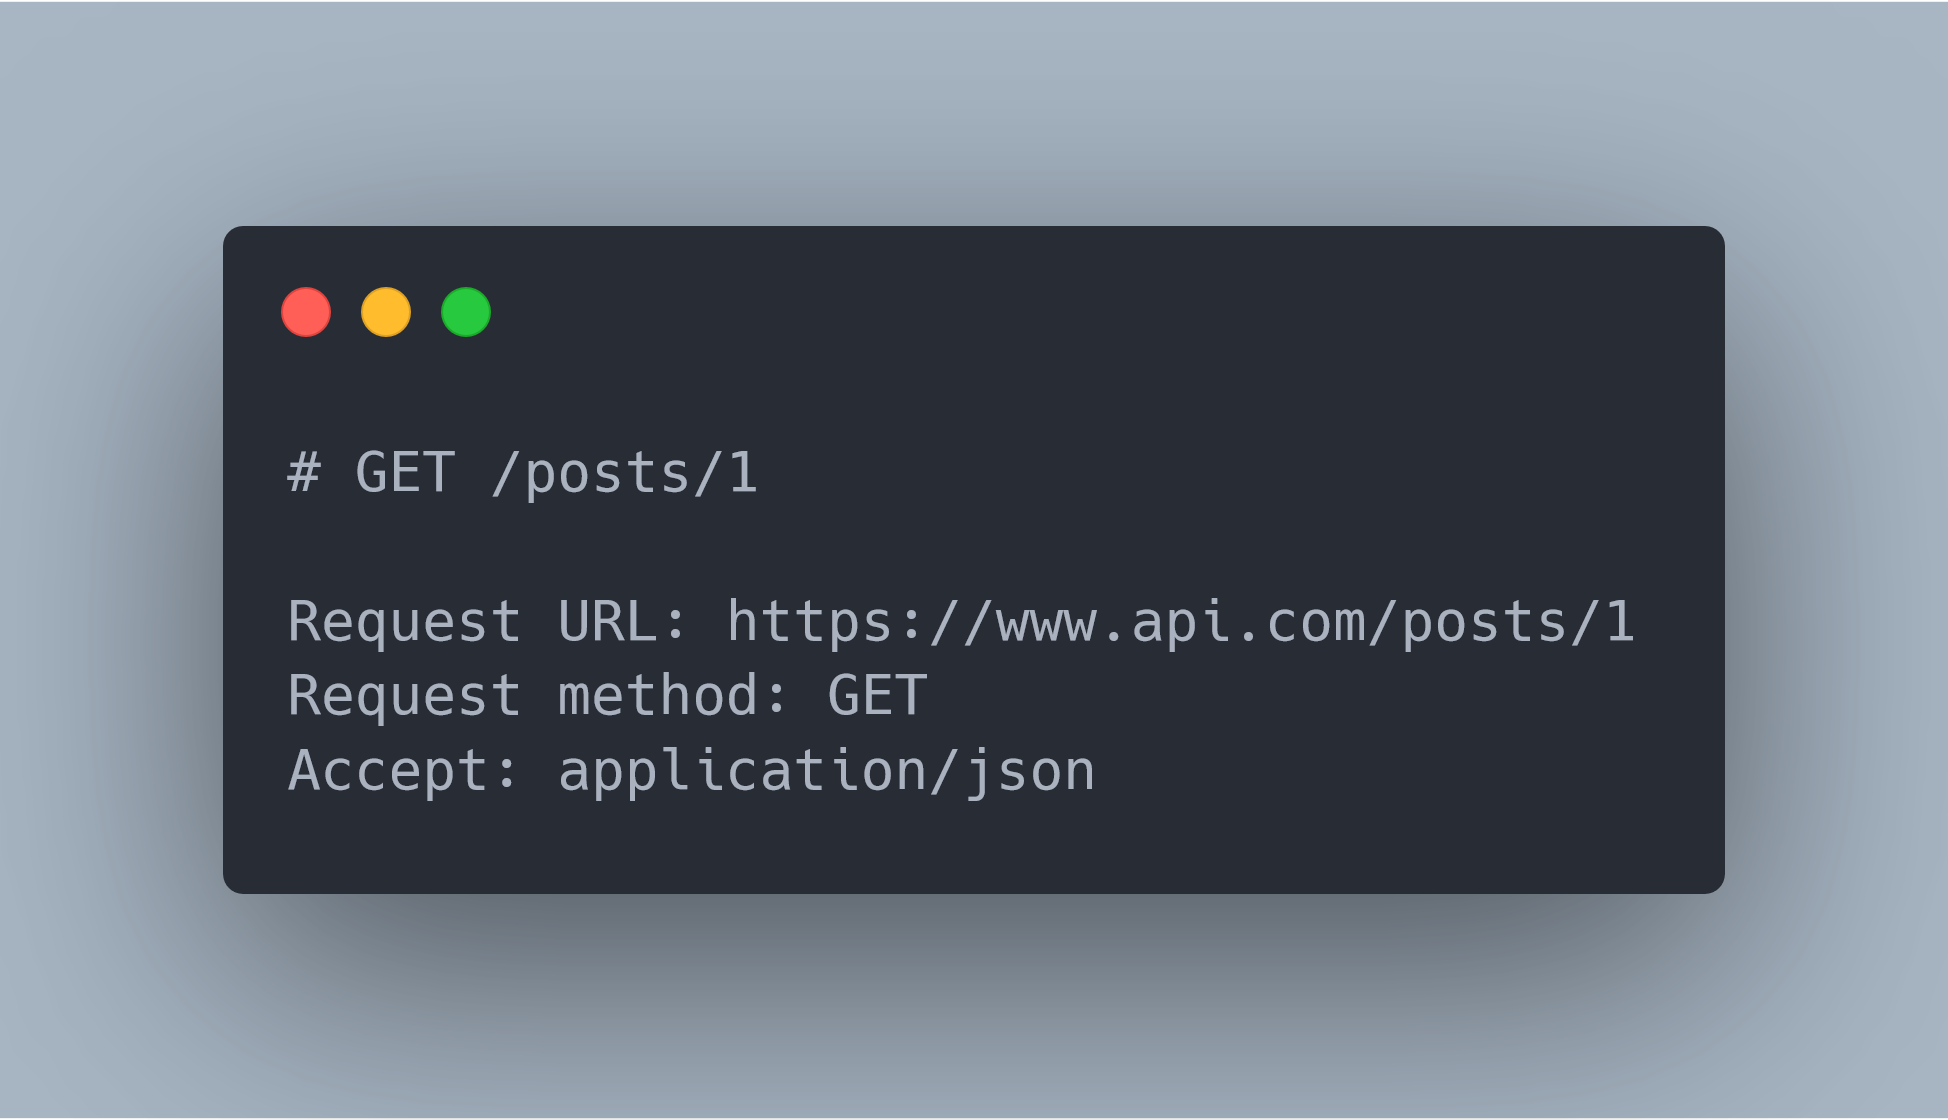 # GET /posts/1
Request URL: https://www.api.com/posts/1
Request method: GET
Accept: application/json